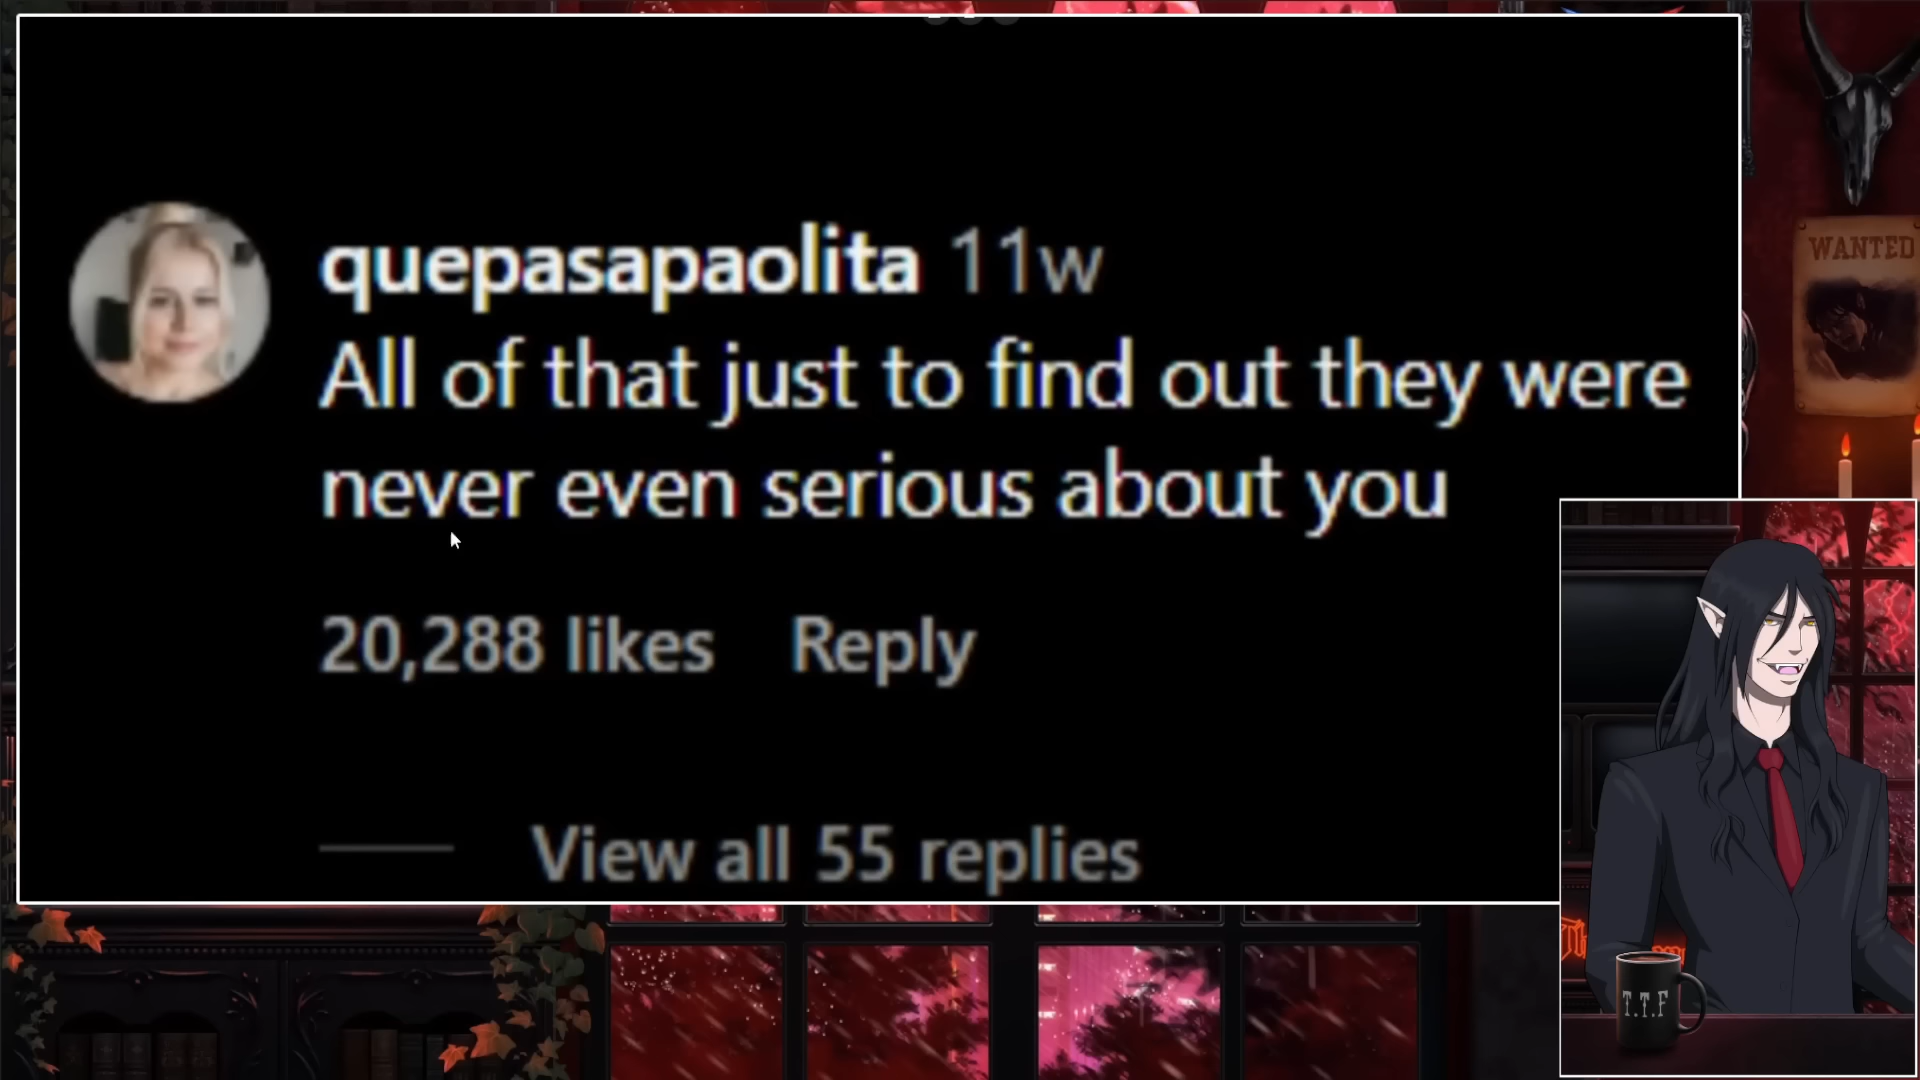 quepasapaolita 11w
All of that just to find out they were
never even serious about you
20,288 likes Reply
View all 55 replies
WANTED
T.T.F